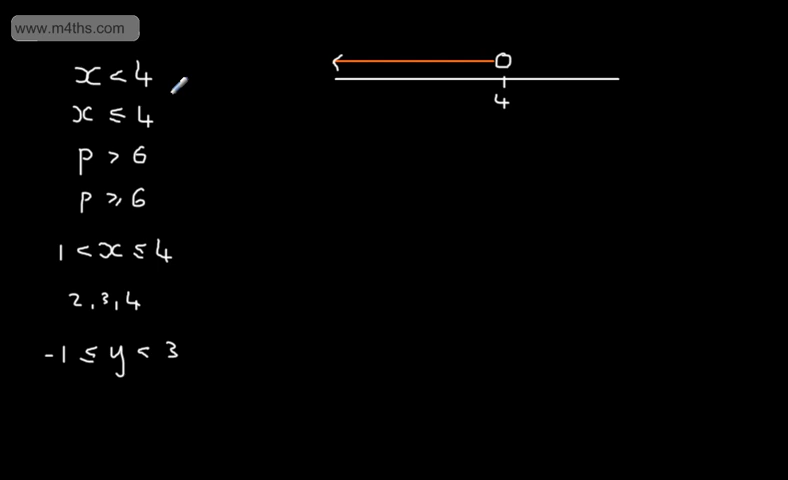 www.m4ths.com
x < 4
x ≤ 4
p > 6
p ≥ 6
1 < x ≤ 4
2, 3, 4
-1 ≤ y < 3
4